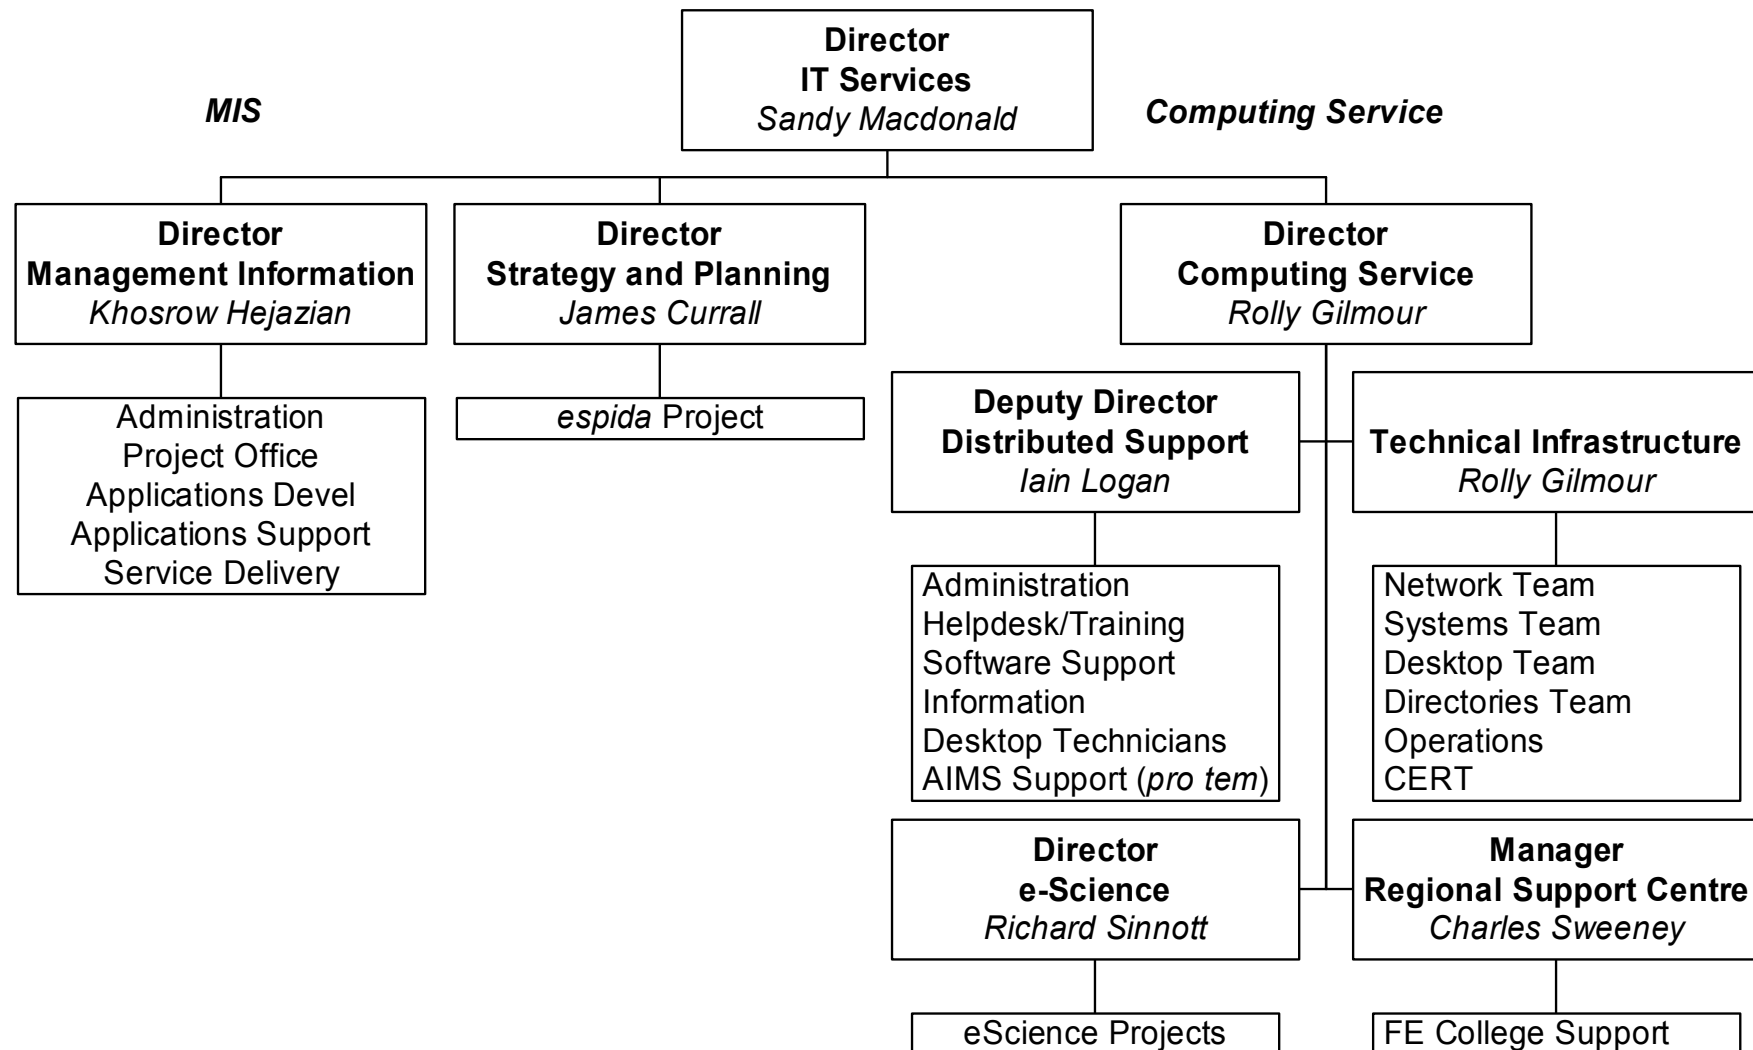 Director
IT Services
Sandy Macdonald
MIS
Computing Service
Director
Management Information
Khosrow Hejazian
Director
Strategy and Planning
James Currall
Director
Computing Service
Rolly Gilmour
Administration
Project Office
Applications Devel
Applications Support
Service Delivery
espida Project
Deputy Director
Distributed Support
Iain Logan
Technical Infrastructure
Rolly Gilmour
Administration
Helpdesk/Training
Software Support
Information
Desktop Technicians
AIMS Support (pro tem)
Network Team
Systems Team
Desktop Team
Directories Team
Operations
CERT
Director
e-Science
Richard Sinnott
Manager
Regional Support Centre
Charles Sweeney
eScience Projects
FE College Support